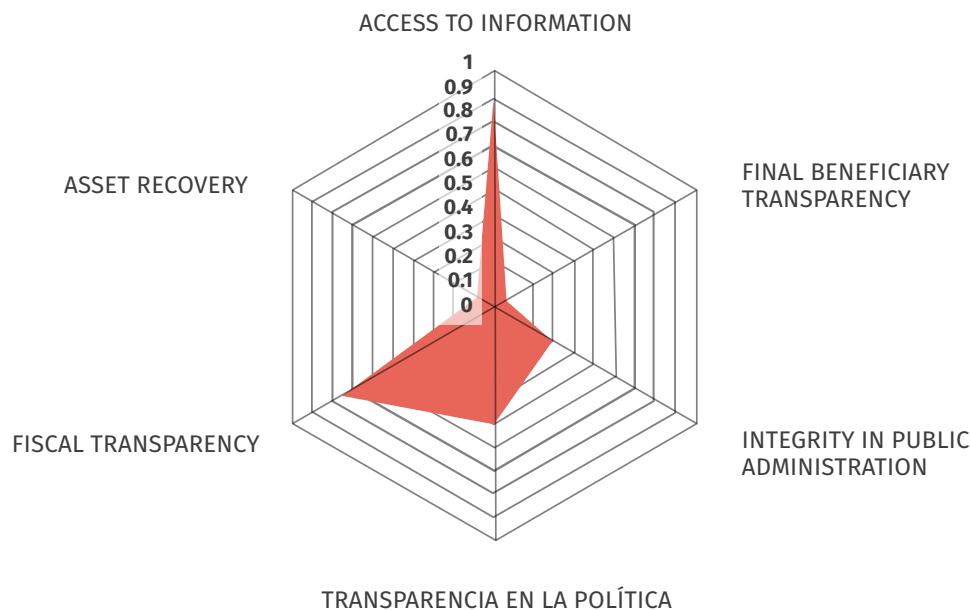 ACCESS TO INFORMATION
1
0.9
0.8
0.7
0.6
0.5
0.4
0.3
0.2
0.1
0
ASSET RECOVERY
FINAL BENEFICIARY
TRANSPARENCY
FISCAL TRANSPARENCY
INTEGRITY IN PUBLIC
ADMINISTRATION
TRANSPARENCIA EN LA POLÍTICA